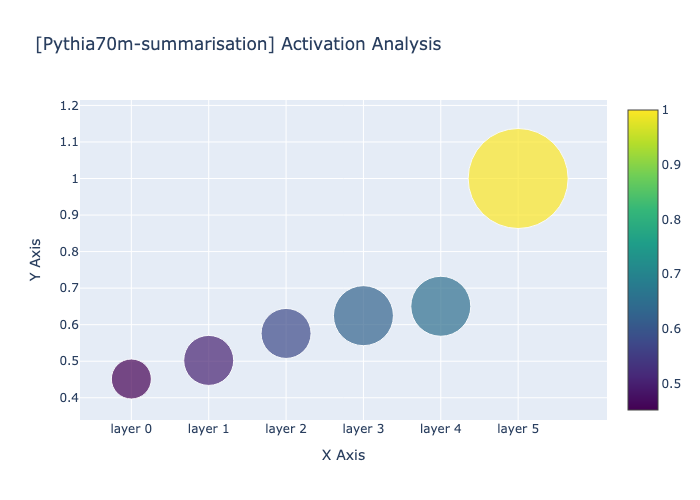 [Pythia70m-summarisation] Activation Analysis
1.2
1.1
1
0.9
0.8
0.7
0.6
0.5
0.4
Y Axis
layer 0
layer 1
layer 2
layer 3
layer 4
layer 5
X Axis
1
0.9
0.8
0.7
0.6
0.5